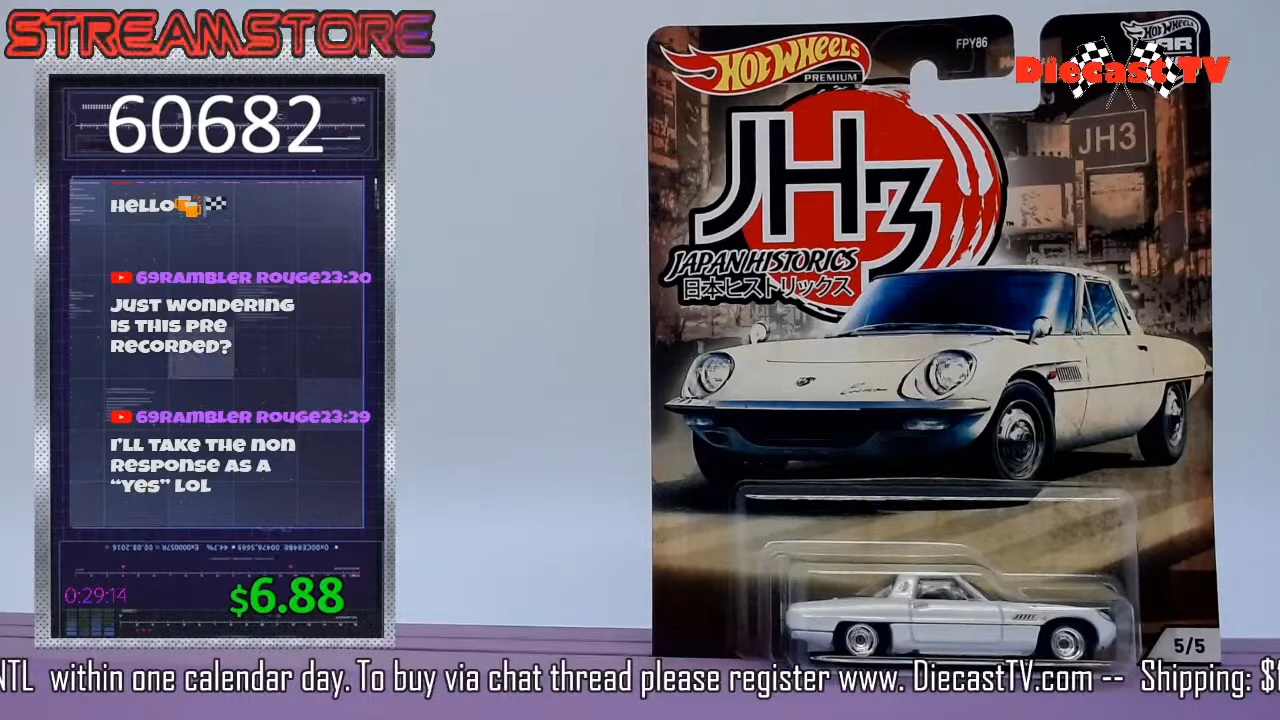 STREAMSTORE
60682
HELLO
69RAMBLER ROUGE23:20
JUST WONDERING
IS THIS PRE
RECORDED?
69RAMBLER ROUGE23:29
I'LL TAKE THE NON
RESPONSE AS A
“YES” LOL
0:29:14
$6.88
HOT WHEELS
PREMIUM
FPY86
HOT WHEELS
CAR
Diecast TV
JH3
JH3
JAPAN HISTORICS
日本ヒストリックス
5/5
NTL within one calendar day. To buy via chat thread please register www. DiecastTV.com -- Shipping: $